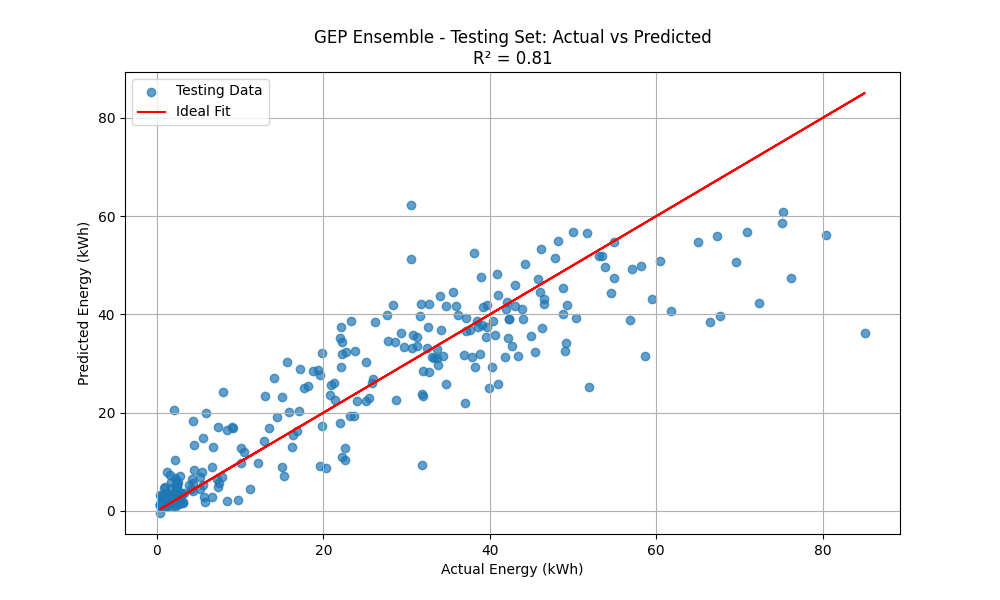 GEP Ensemble - Testing Set: Actual vs Predicted
R² = 0.81
Testing Data
Ideal Fit
80
60
40
20
0
Predicted Energy (kWh)
0 20 40 60 80
Actual Energy (kWh)